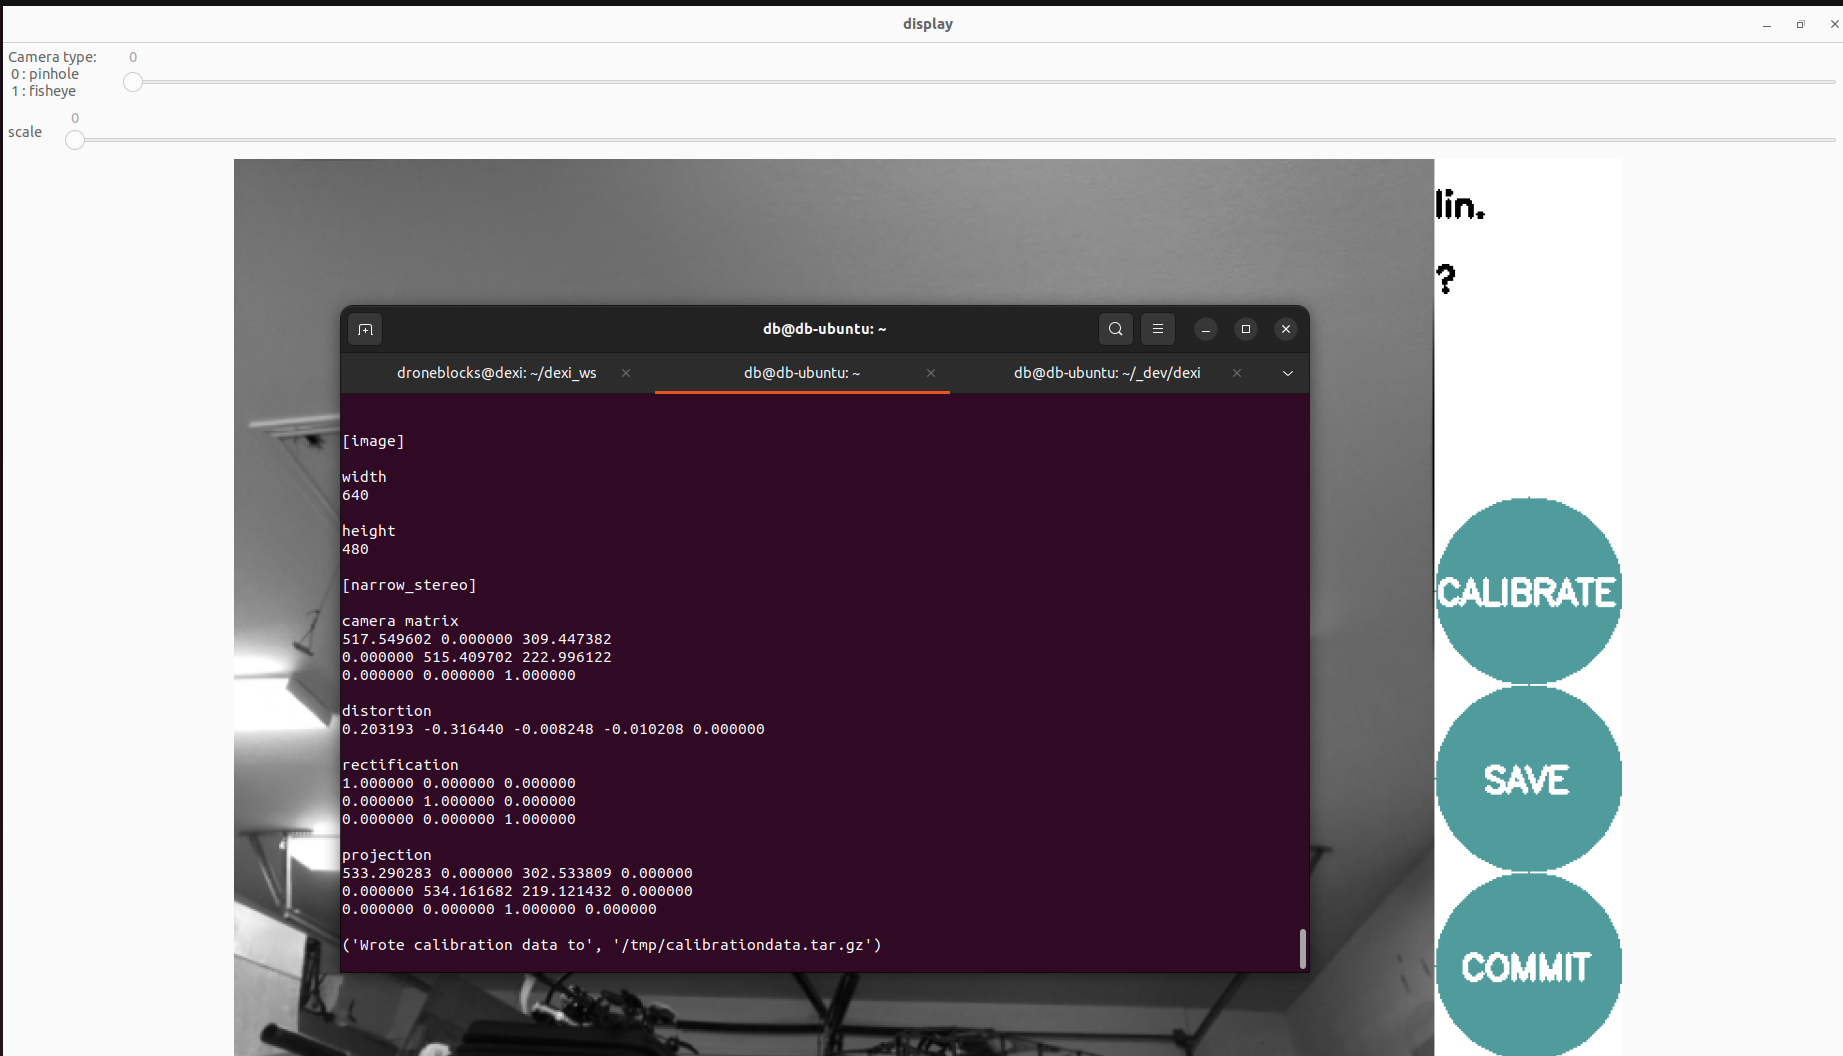 display
Camera type:
0 : pinhole
1 : fisheye
0
scale
0
lin.
?
db@db-ubuntu: ~
droneblocks@dexi: ~/dexi_ws
db@db-ubuntu: ~
db@db-ubuntu: ~/_dev/dexi
[image]
width
640
height
480
[narrow_stereo]
camera matrix
517.549602 0.000000 309.447382
0.000000 515.409702 222.996122
0.000000 0.000000 1.000000
distortion
0.203193 -0.316440 -0.008248 -0.010208 0.000000
rectification
1.000000 0.000000 0.000000
0.000000 1.000000 0.000000
0.000000 0.000000 1.000000
projection
533.290283 0.000000 302.533809 0.000000
0.000000 534.161682 219.121432 0.000000
0.000000 0.000000 1.000000 0.000000
('Wrote calibration data to', '/tmp/calibrationdata.tar.gz')
CALIBRATE
SAVE
COMMIT